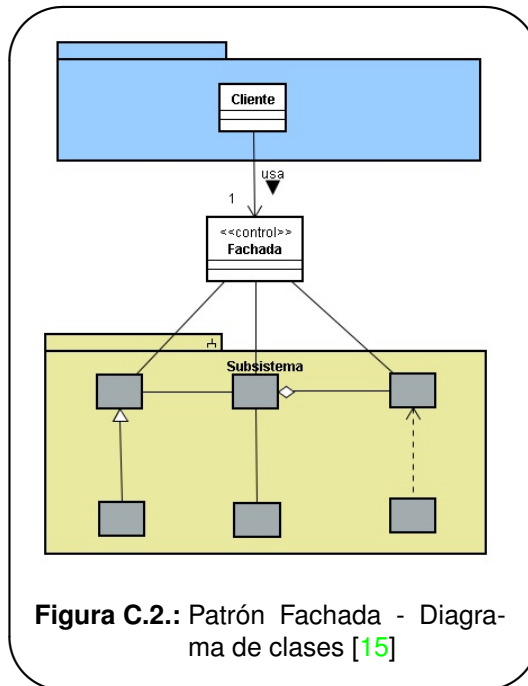 Cliente
usa
1
<<control>>
Fachada
Subsistema
Figura C.2.: Patrón Fachada - Diagra-
ma de clases [15]